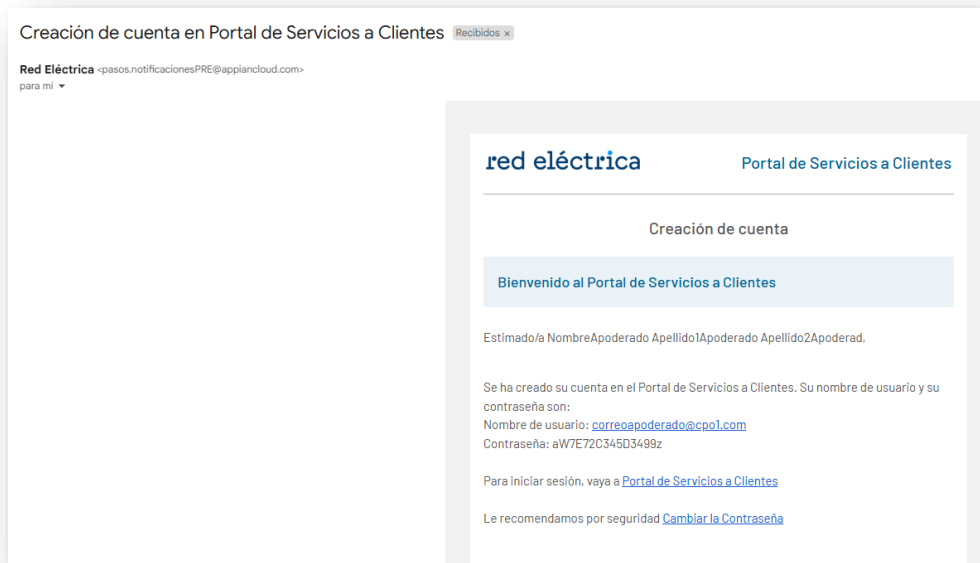 Creación de cuenta en Portal de Servicios a Clientes Recibidos ×
Red Eléctrica <pasos.notificacionesPRE@appiancloud.com>
para mí
red eléctrica Portal de Servicios a Clientes
Creación de cuenta
Bienvenido al Portal de Servicios a Clientes
Estimado/a NombreApoderado Apellido1Apoderado Apellido2Apoderad,
Se ha creado su cuenta en el Portal de Servicios a Clientes. Su nombre de usuario y su
contraseña son:
Nombre de usuario: correoapoderado@cpo1.com
Contraseña: aW7E72C345D3499z
Para iniciar sesión, vaya a Portal de Servicios a Clientes
Le recomendamos por seguridad Cambiar la Contraseña